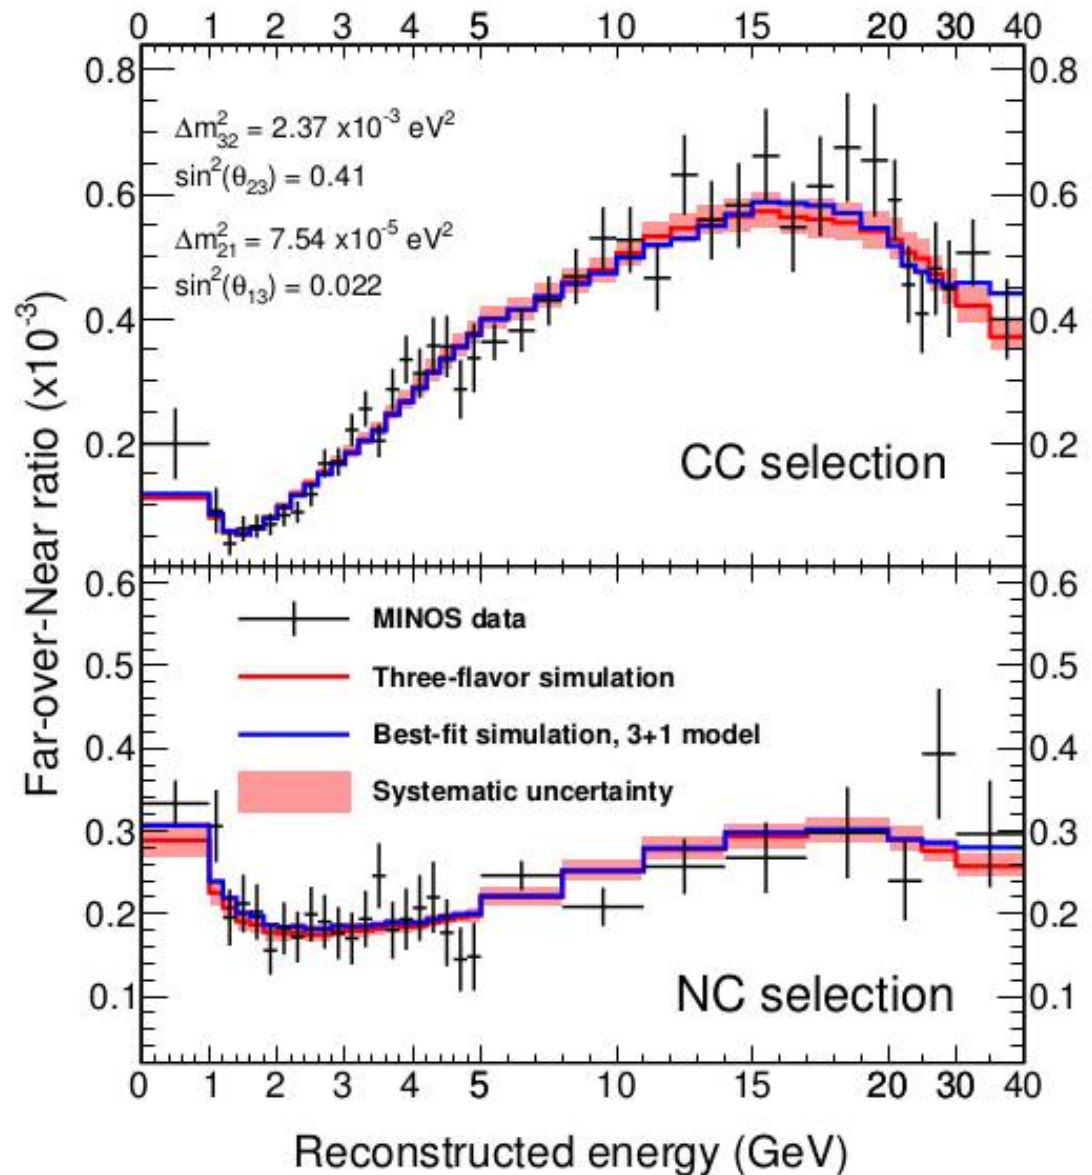 0 1 2 3 4 5 10 15 20 30 40
0.8 0.8
Δm²₃₂ = 2.37 x10⁻³ eV²
sin²(θ₂₃) = 0.41
Δm²₂₁ = 7.54 x10⁻⁵ eV²
sin²(θ₁₃) = 0.022
0.6 0.6
0.4 0.4
0.2 0.2
CC selection
Far-over-Near ratio (x10⁻³)
0.6 0.6
MINOS data
0.5 0.5
Three-flavor simulation
Best-fit simulation, 3+1 model
0.4 0.4
Systematic uncertainty
0.3 0.3
0.2 0.2
0.1 0.1
NC selection
0 1 2 3 4 5 10 15 20 30 40
Reconstructed energy (GeV)